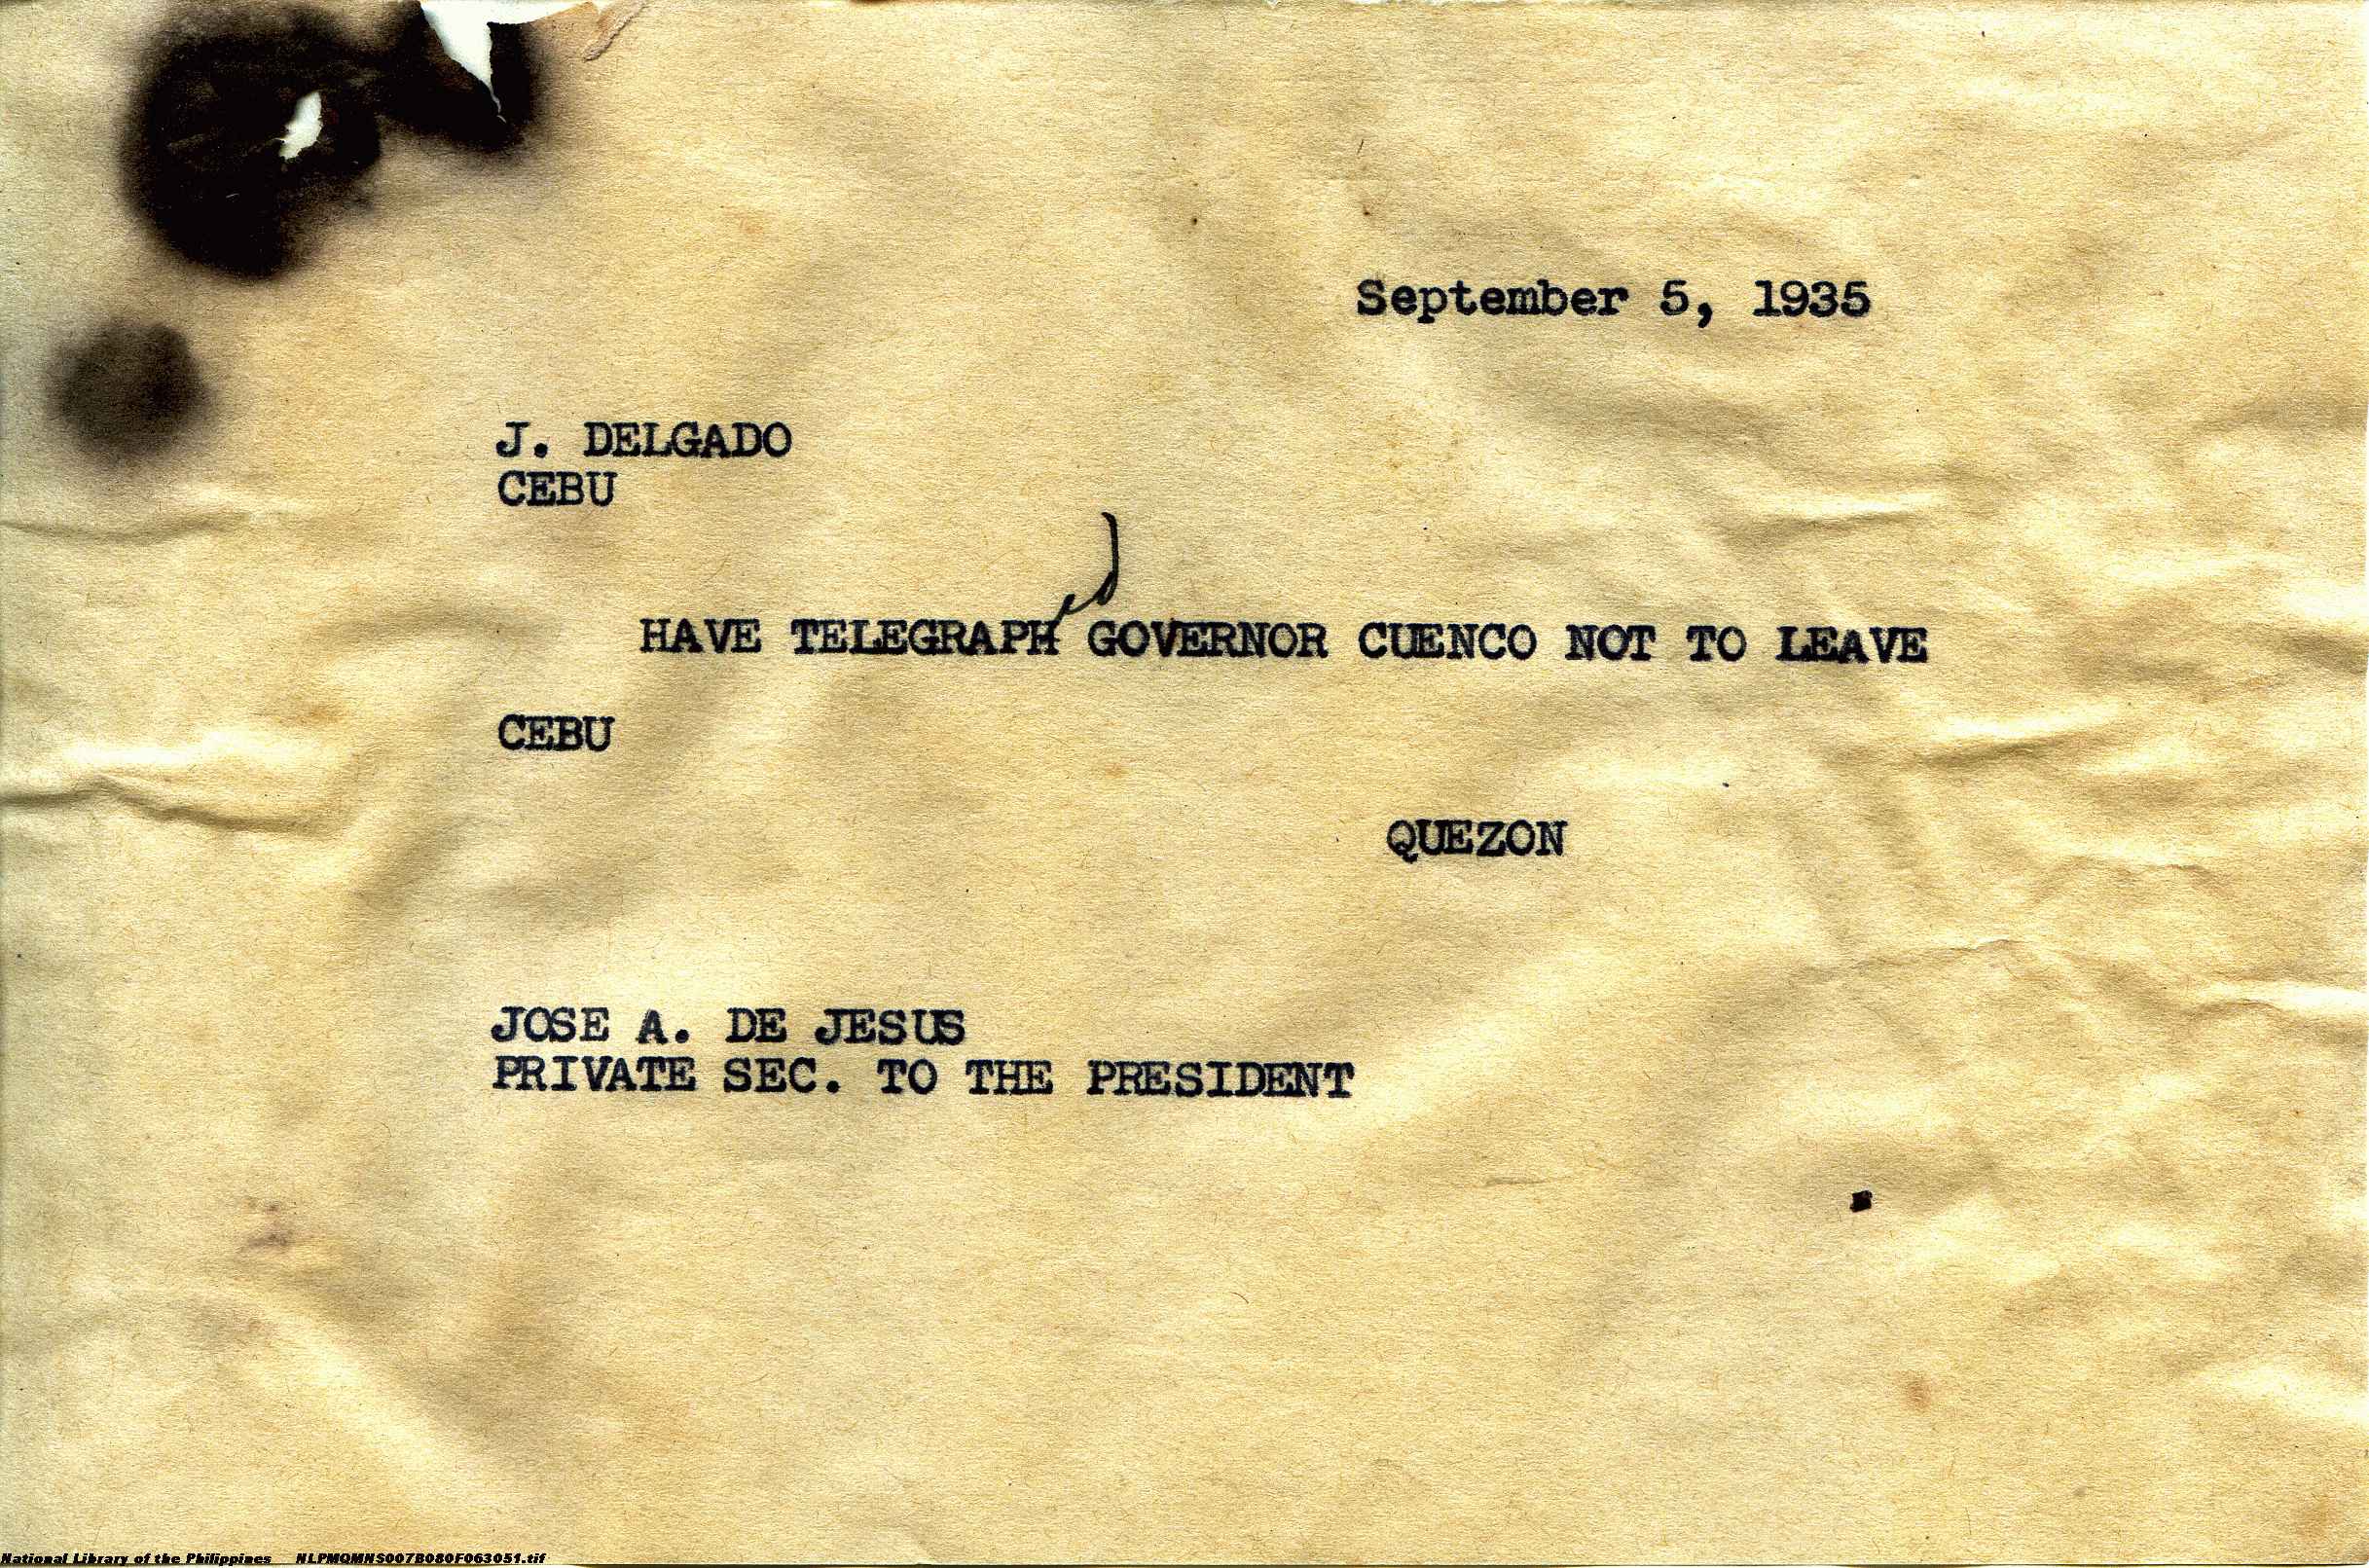 September 5, 1935
J. DELGADO
CEBU
HAVE TELEGRAPHed GOVERNOR CUENCO NOT TO LEAVE
CEBU
QUEZON
JOSE A. DE JESUS
PRIVATE SEC. TO THE PRESIDENT
National Library of the Philippines NLPMQMNS007B080F063051.tif